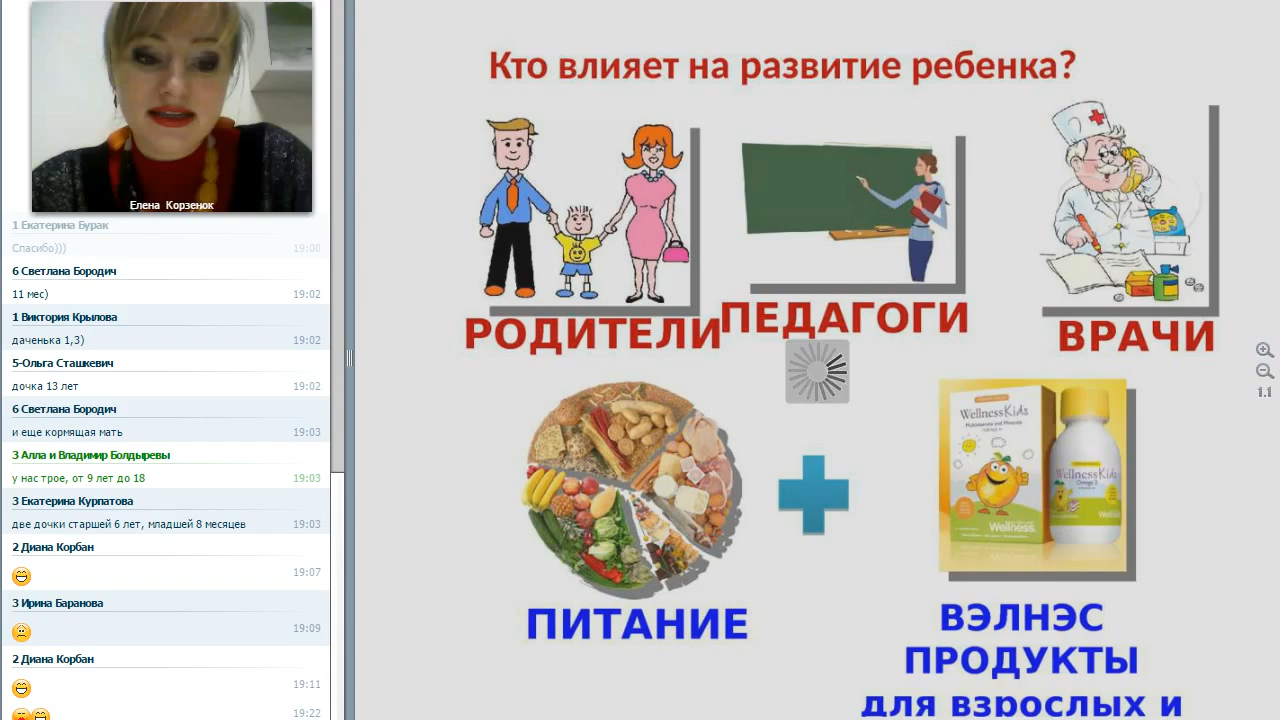 Елена Корзенок
1 Екатерина Бурак
Спасибо)))
19:00
6 Светлана Бородич
11 мес)
19:02
1 Виктория Крылова
даченька 1,3)
19:02
5-Ольга Сташкевич
дочка 13 лет
19:02
6 Светлана Бородич
и еще кормящая мать
19:03
3 Алла и Владимир Болдыревы
у нас трое, от 9 лет до 18
19:03
3 Екатерина Курпатова
две дочки старшей 6 лет, младшей 8 месяцев
19:03
2 Диана Корбан
19:07
3 Ирина Баранова
19:09
2 Диана Корбан
19:11
19:22
Кто влияет на развитие ребенка?
РОДИТЕЛИ
ПЕДАГОГИ
ВРАЧИ
WellnessKids
Wellness
WellnessKids
Omega 3
ПИТАНИЕ
ВЭЛНЭС
ПРОДУКТЫ
для взрослых и
1:1